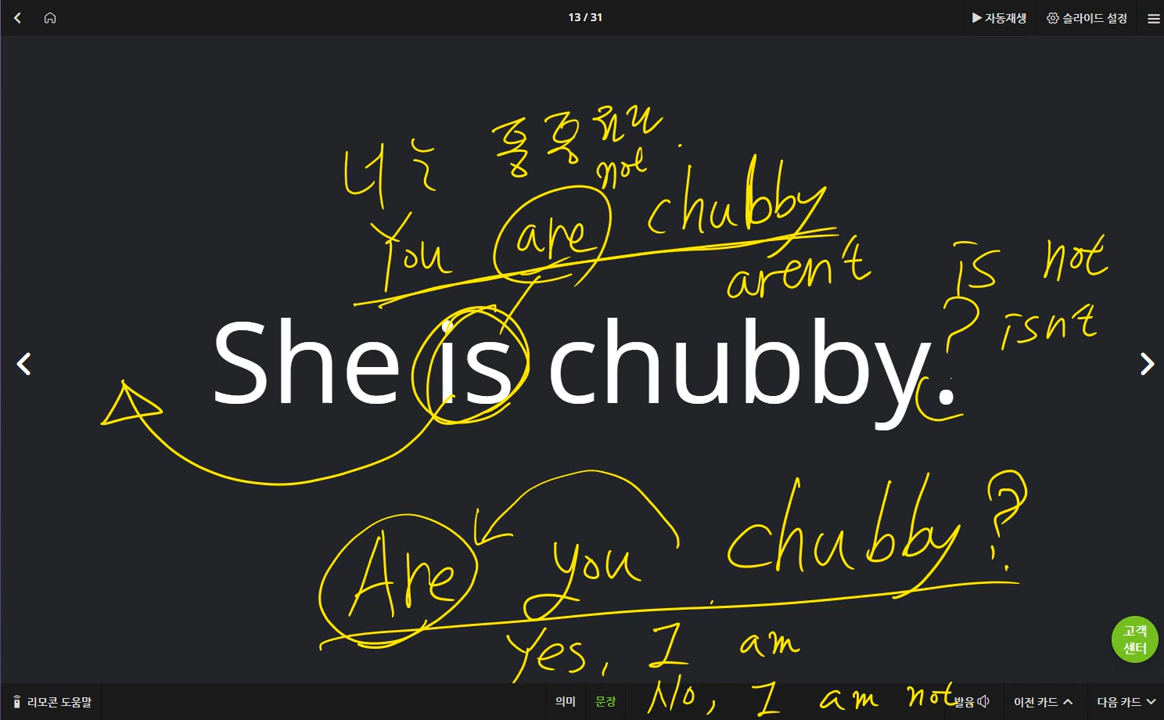 13 / 31
자동재생
슬라이드 설정
너는 통통하다.
not
You are chubby
aren't
is not
? isn't
She is chubby.
Are you chubby?
Yes, I am
No, I am not
고객
센터
리모콘 도움말
의미
문장
발음
이전 카드
다음 카드